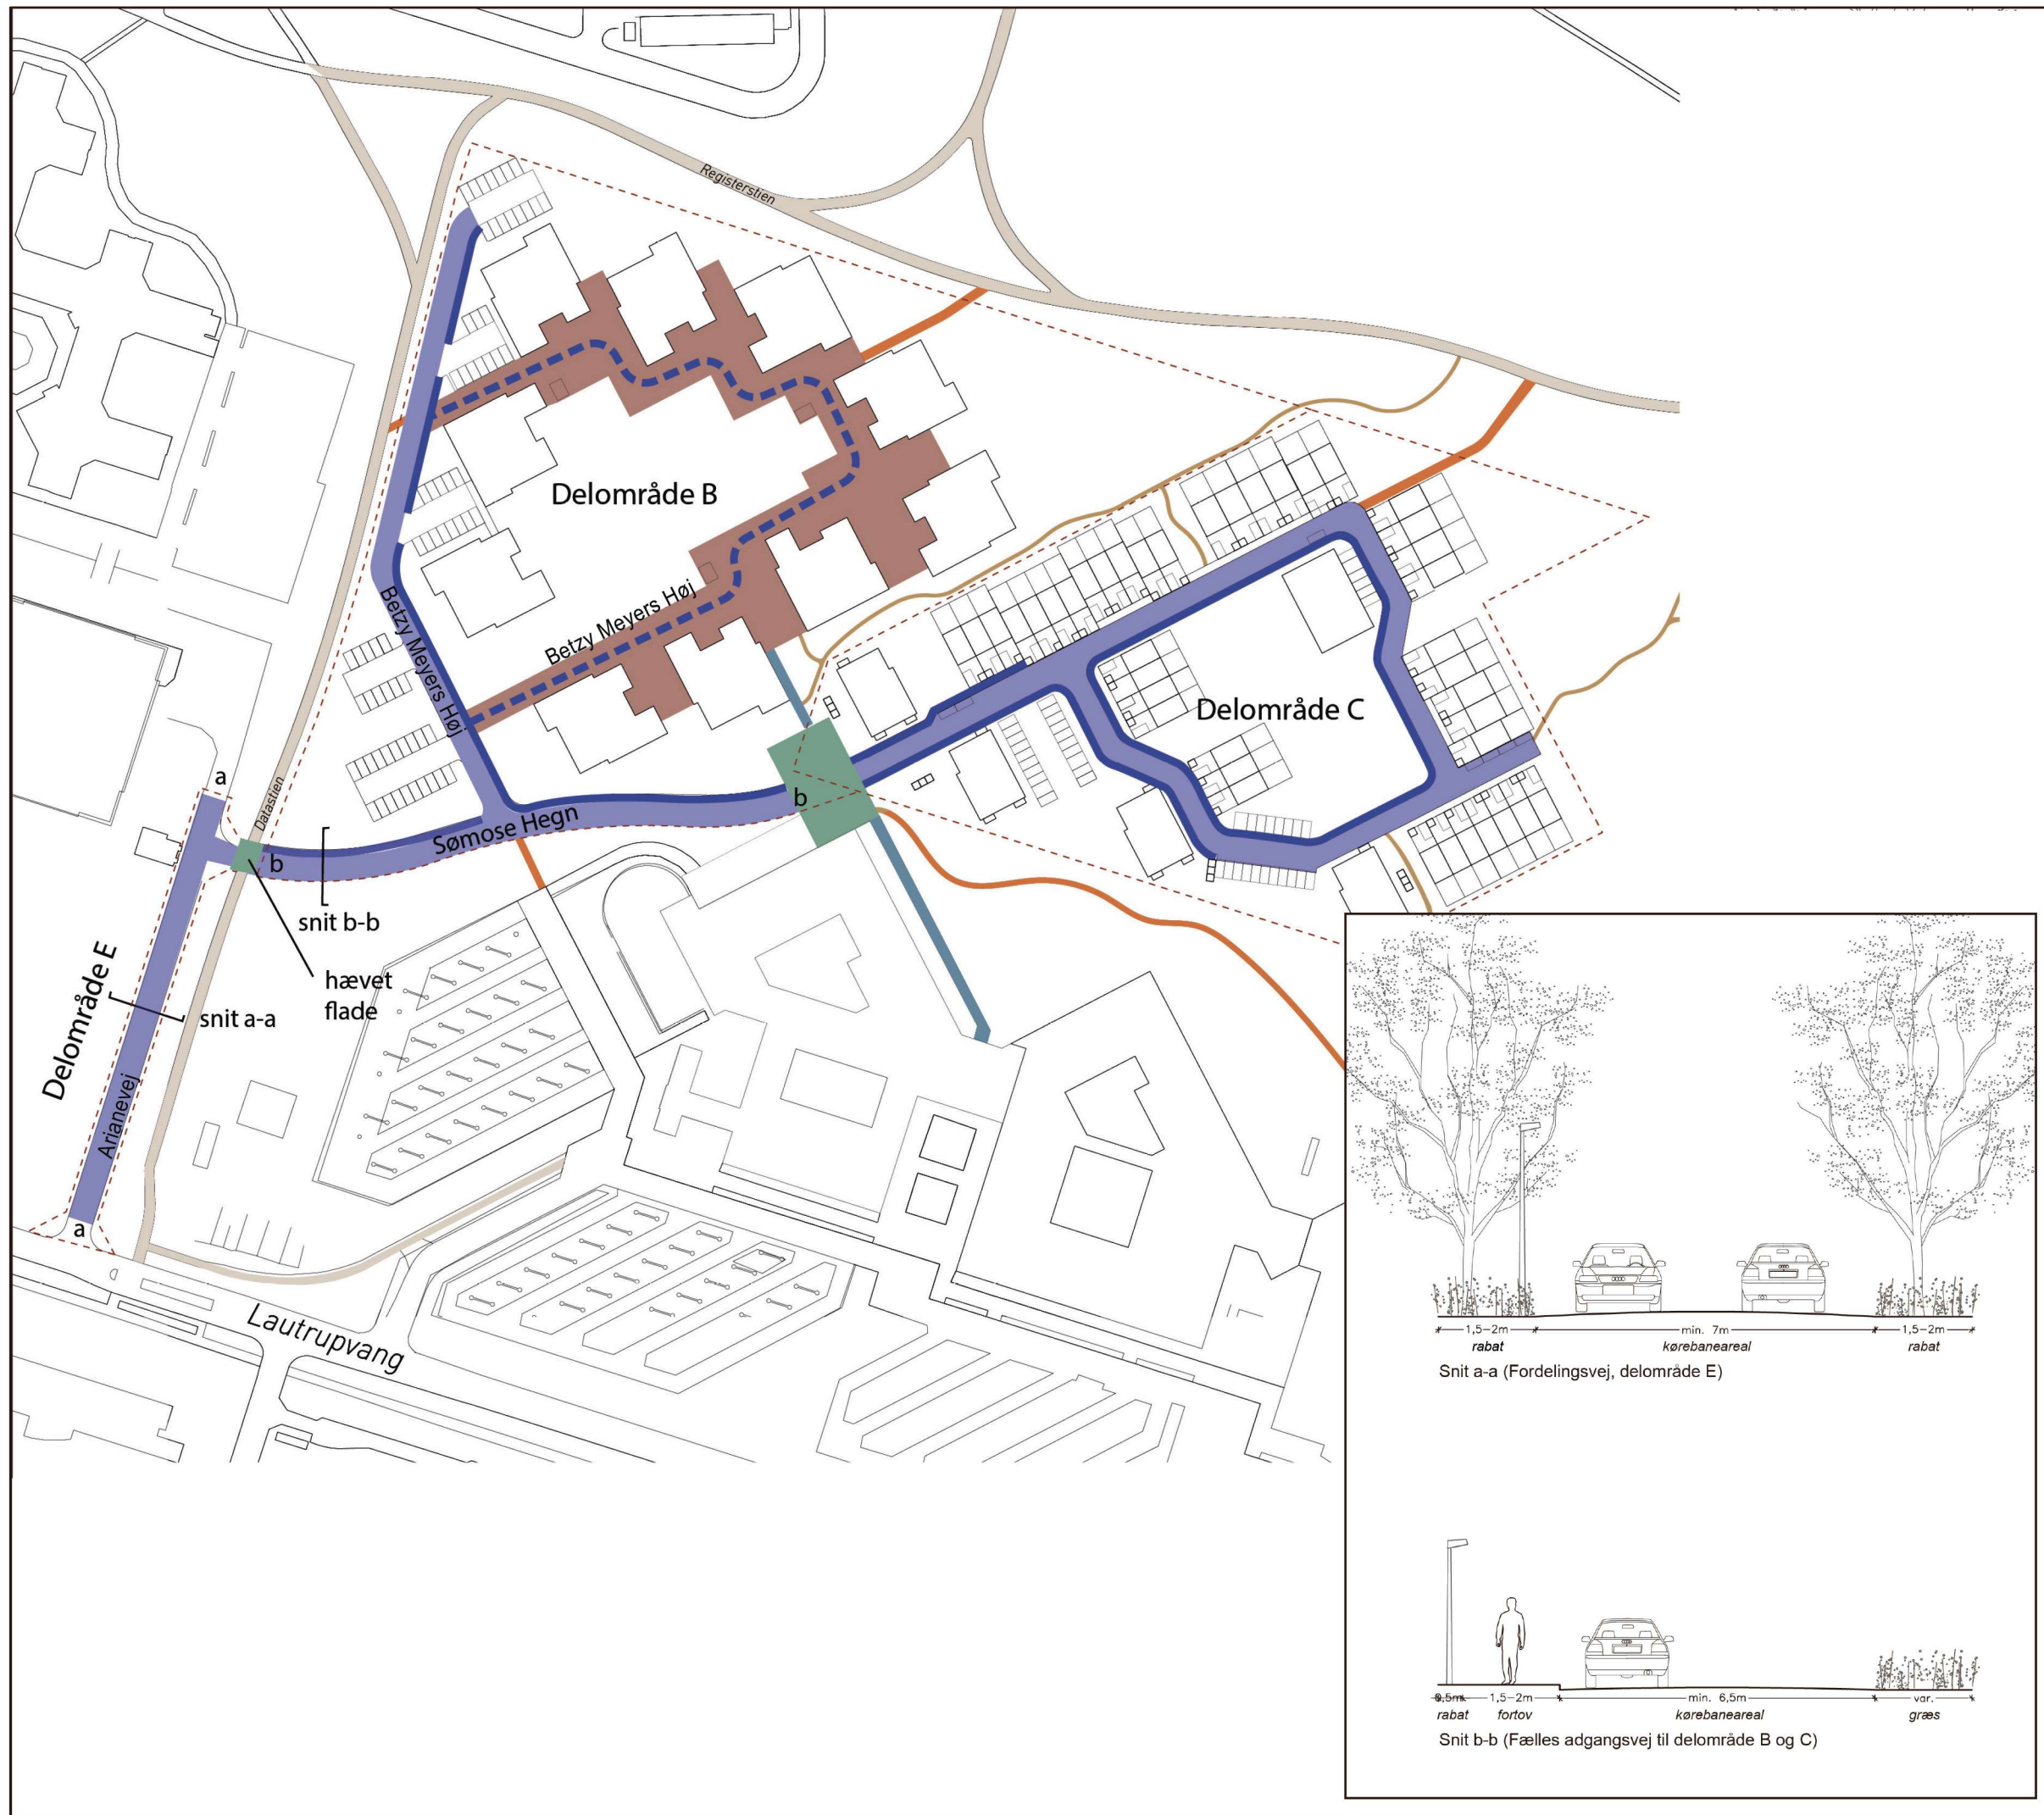 Registerstien
Delområde B
Betzy Meyers Høj
Betzy Meyers Høj
Delområde C
a
Datastien
b
Sømose Hegn
b
snit b-b
Delområde E
hævet
flade
snit a-a
Arianevej
a
Lautrupvang
1,5-2m
min. 7m
1,5-2m
rabat
kørebaneareal
rabat
Snit a-a (Fordelingsvej, delområde E)
0,5m
1,5-2m
min. 6,5m
var.
rabat
fortov
kørebaneareal
græs
Snit b-b (Fælles adgangsvej til delområde B og C)